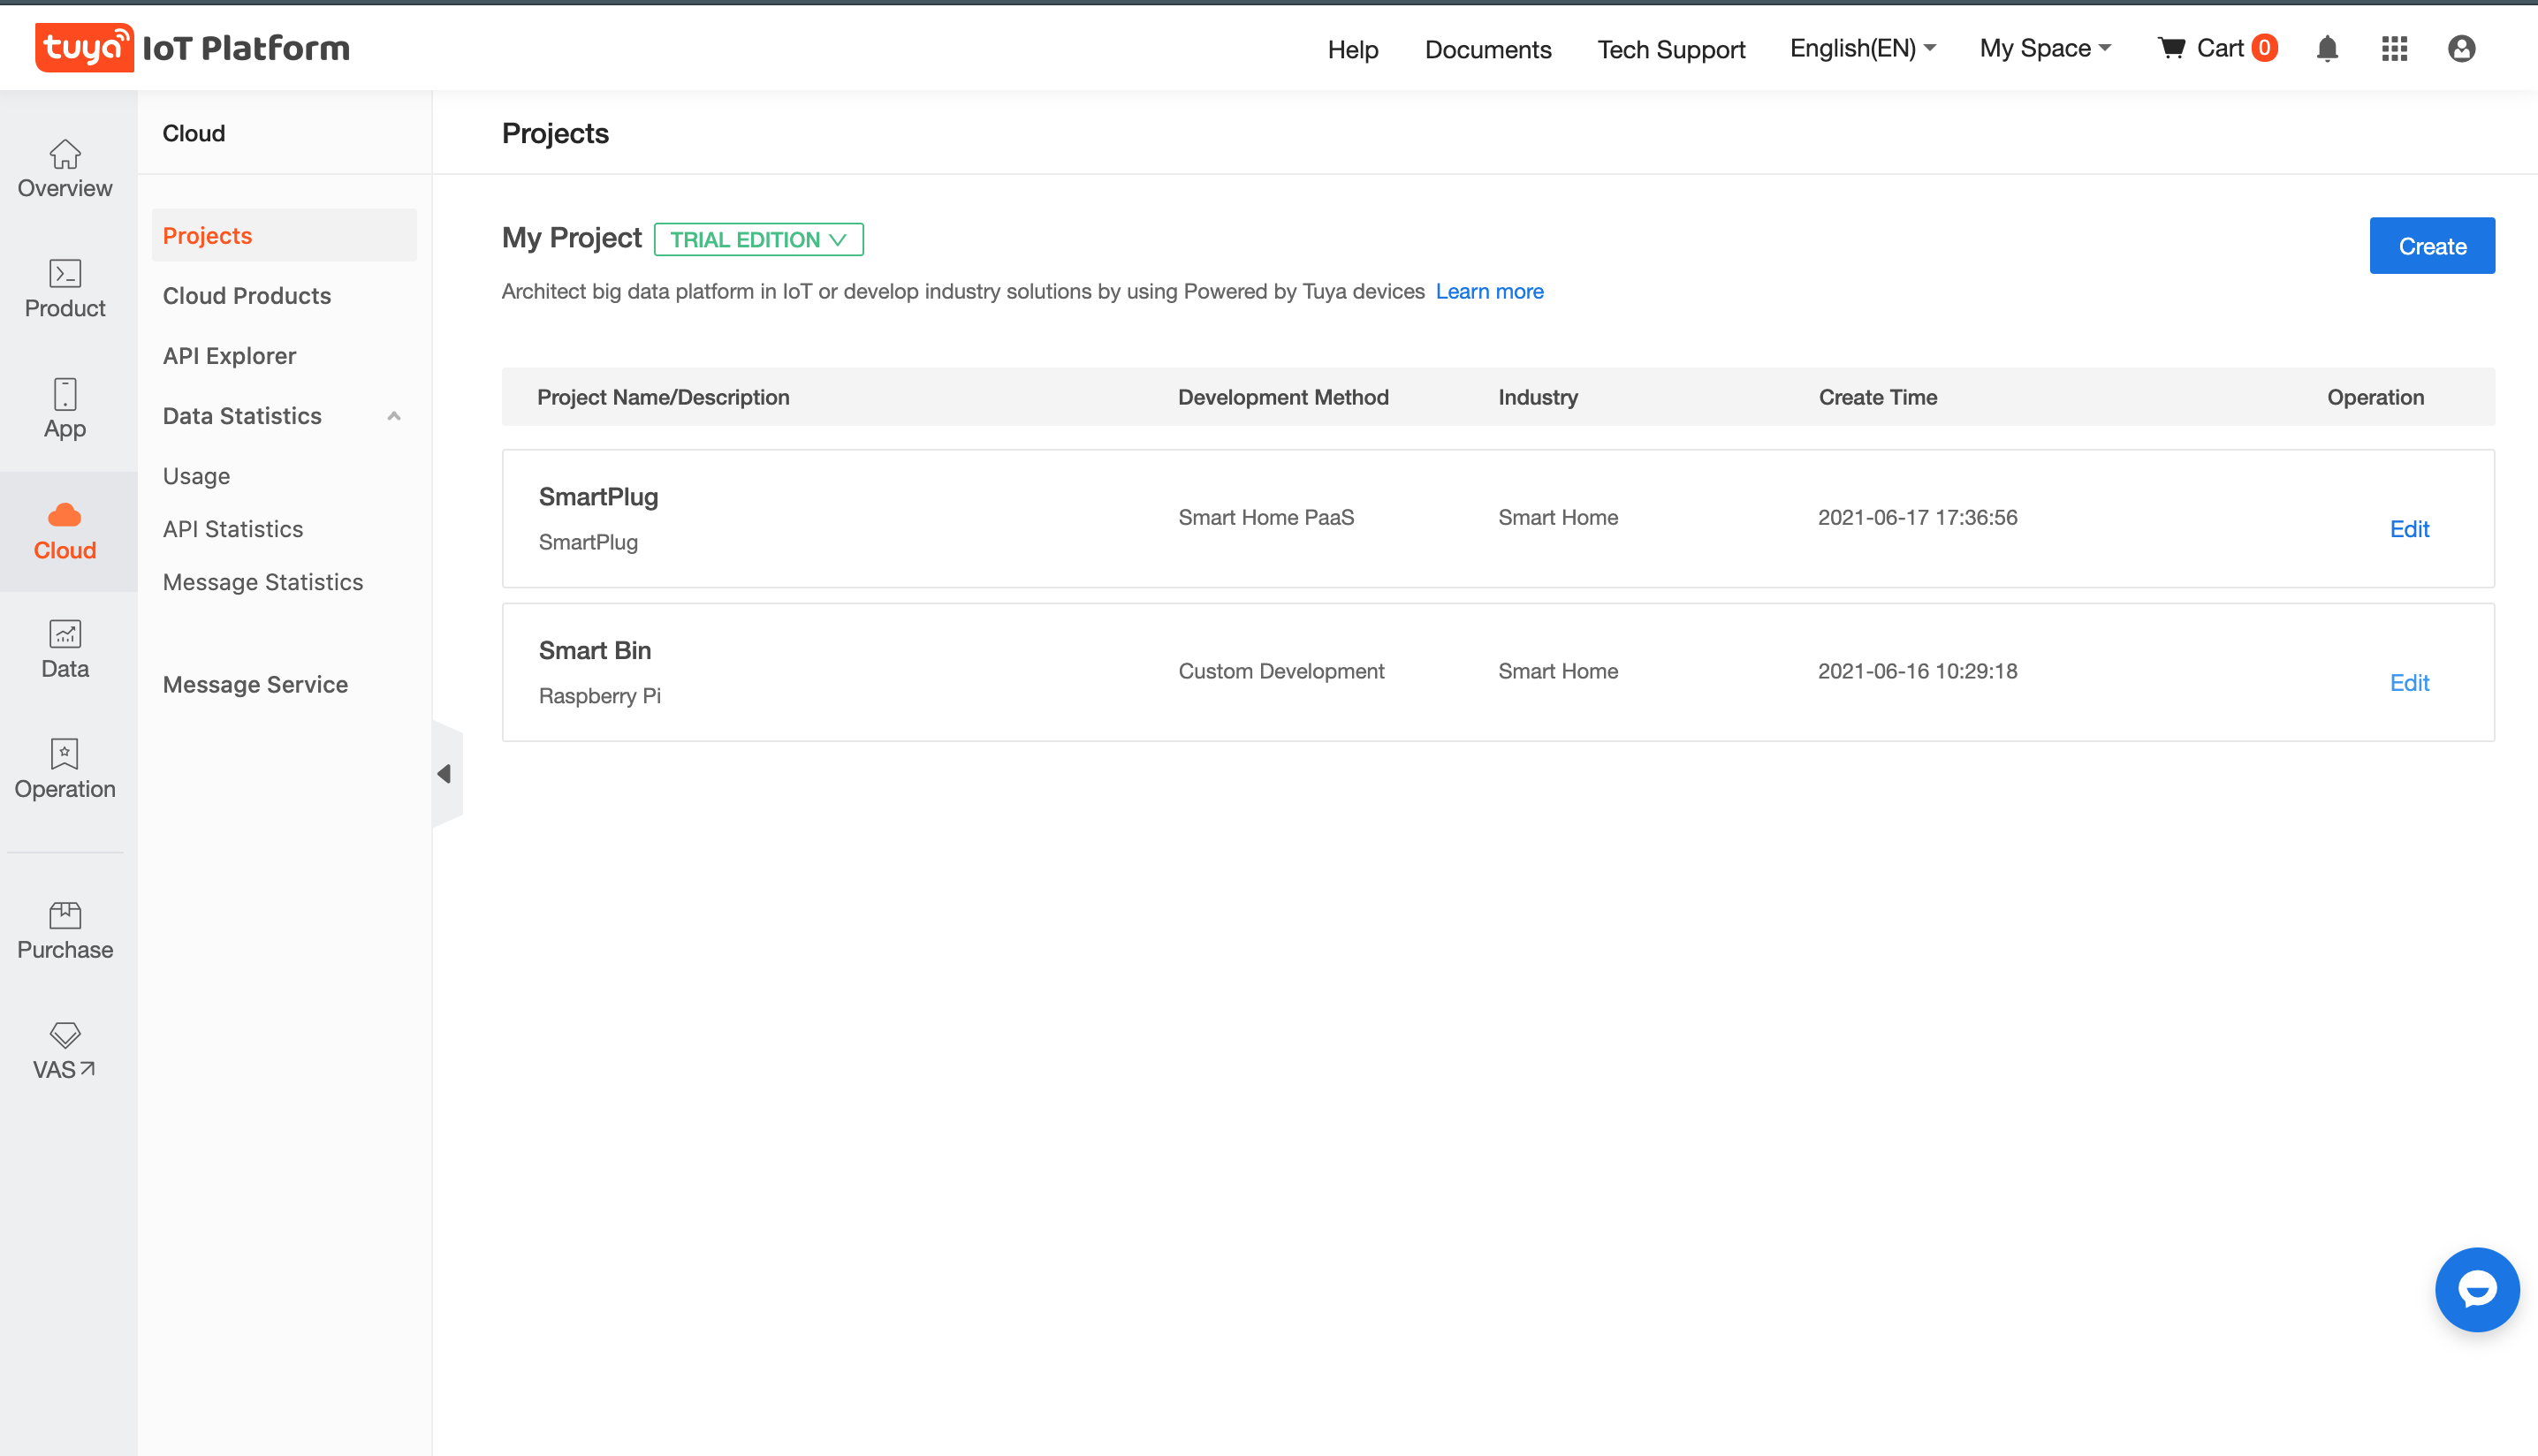 tuya IoT Platform
Help Documents Tech Support English(EN) My Space Cart 0
Overview
Product
App
Cloud
Data
Operation
Purchase
VAS
Cloud
Projects
Cloud Products
API Explorer
Data Statistics
Usage
API Statistics
Message Statistics
Message Service
Projects
My Project TRIAL EDITION
Create
Architect big data platform in IoT or develop industry solutions by using Powered by Tuya devices Learn more
Project Name/Description Development Method Industry Create Time Operation
SmartPlug
SmartPlug
Smart Home PaaS Smart Home 2021-06-17 17:36:56 Edit
Smart Bin
Raspberry Pi
Custom Development Smart Home 2021-06-16 10:29:18 Edit